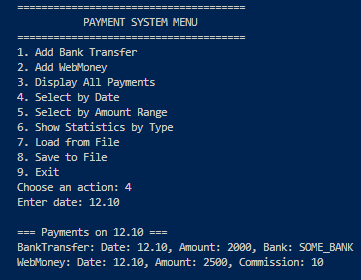 ======================================
PAYMENT SYSTEM MENU
======================================
1. Add Bank Transfer
2. Add WebMoney
3. Display All Payments
4. Select by Date
5. Select by Amount Range
6. Show Statistics by Type
7. Load from File
8. Save to File
9. Exit
Choose an action: 4
Enter date: 12.10

=== Payments on 12.10 ===
BankTransfer: Date: 12.10, Amount: 2000, Bank: SOME_BANK
WebMoney: Date: 12.10, Amount: 2500, Commission: 10